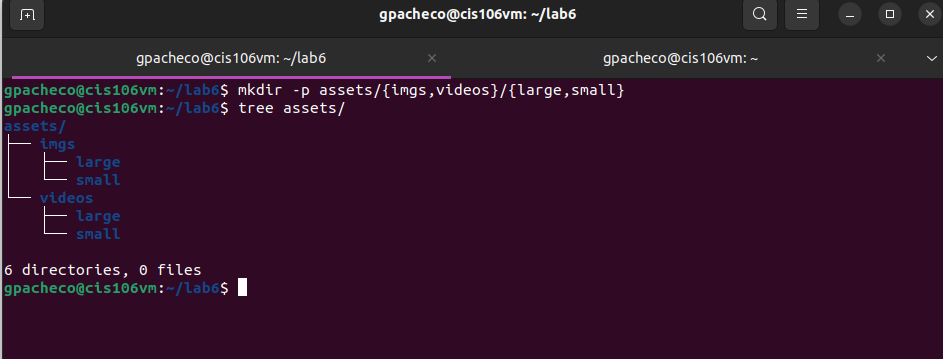 gpacheco@cis106vm: ~/lab6
gpacheco@cis106vm: ~/lab6 × gpacheco@cis106vm: ~ ×
gpacheco@cis106vm:~/lab6$ mkdir -p assets/{imgs,videos}/{large,small}
gpacheco@cis106vm:~/lab6$ tree assets/
assets/
├── imgs
│   ├── large
│   └── small
└── videos
    ├── large
    └── small
6 directories, 0 files
gpacheco@cis106vm:~/lab6$